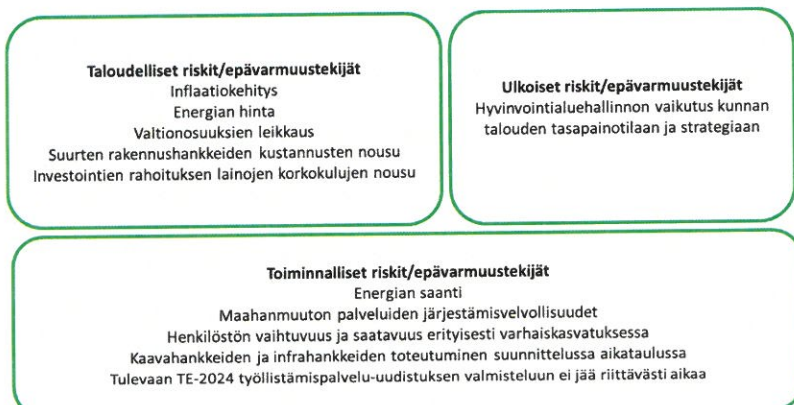 Taloudelliset riskit/epävarmuustekijät
Inflaatiokehitys
Energian hinta
Valtionosuuksien leikkaus
Suurten rakennushankkeiden kustannusten nousu
Investointien rahoituksen lainojen korkokulujen nousu
Ulkoiset riskit/epävarmuustekijät
Hyvinvointialuehallinnon vaikutus kunnan
talouden tasapainotilaan ja strategiaan
Toiminnalliset riskit/epävarmuustekijät
Energian saanti
Maahanmuuton palveluiden järjestämisvelvollisuudet
Henkilöstön vaihtuvuus ja saatavuus erityisesti varhaiskasvatuksessa
Kaavahankkeiden ja infrahankkeiden toteutuminen suunnittelussa aikataulussa
Tulevaan TE-2024 työllistämispalvelu-uudistuksen valmisteluun ei jää riittävästi aikaa